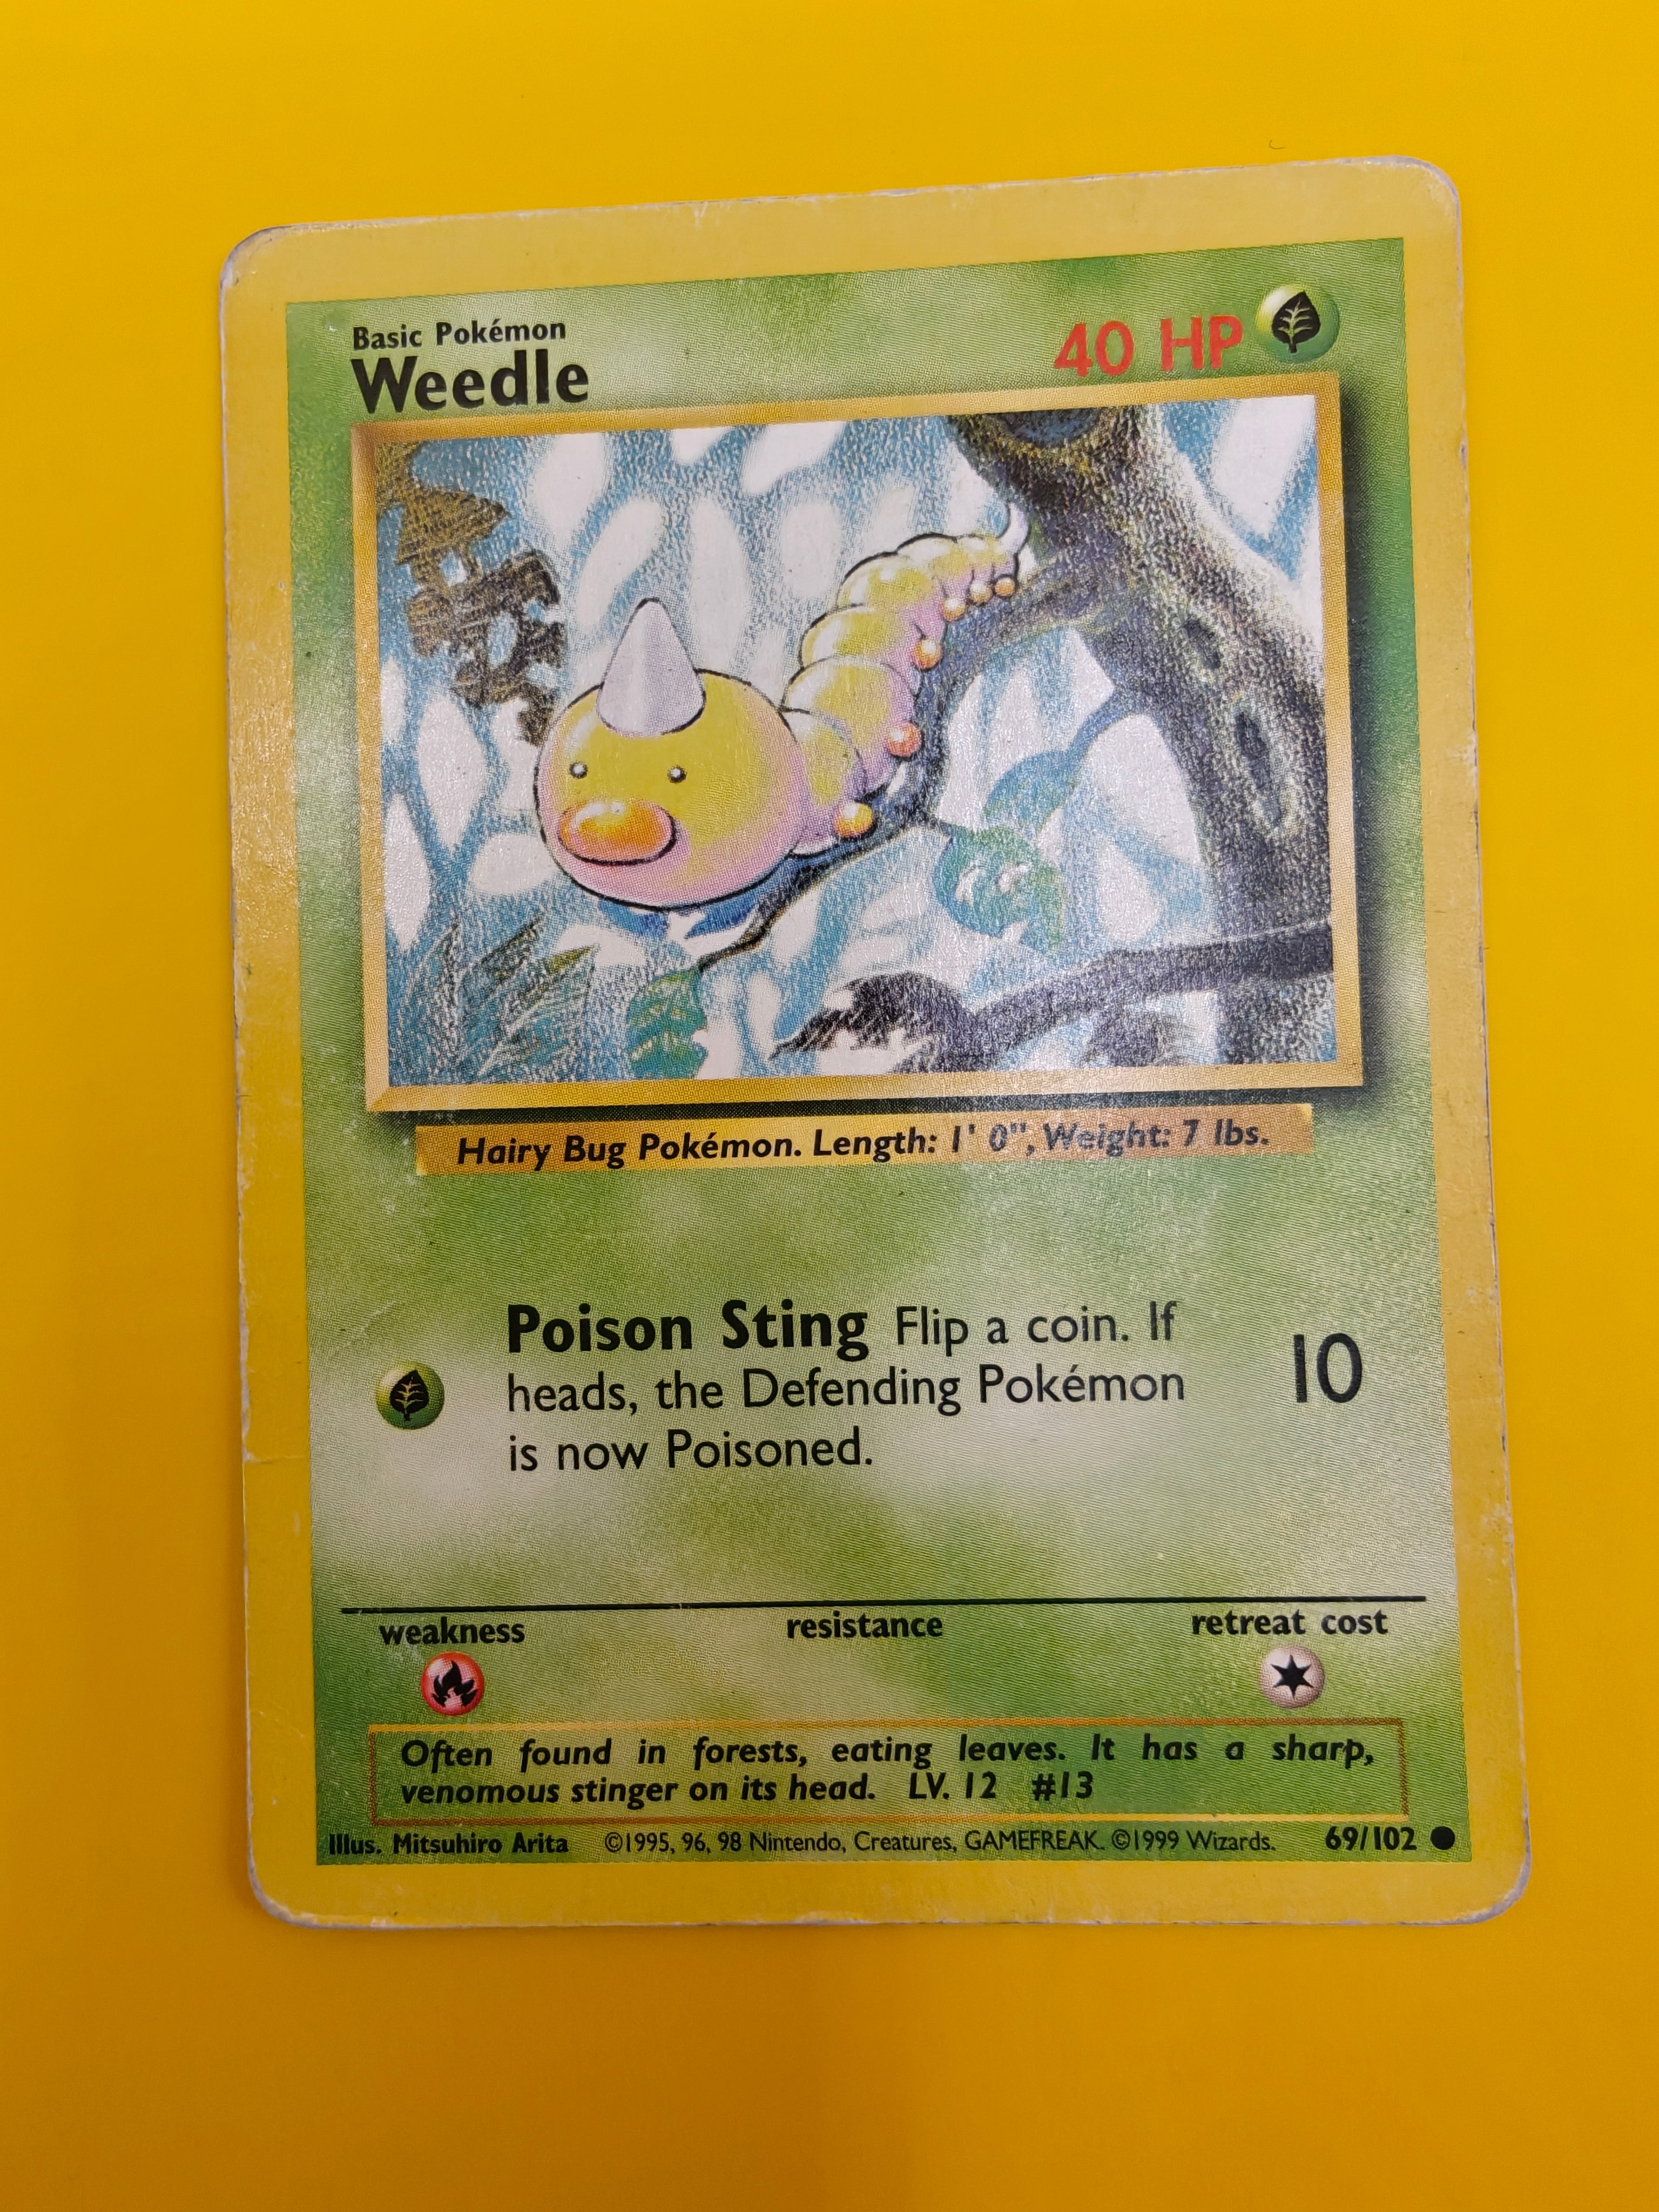 Basic Pokémon
Weedle
40 HP
Hairy Bug Pokémon. Length: 1' 0", Weight: 7 lbs.
Poison Sting Flip a coin. If
heads, the Defending Pokémon
is now Poisoned.
10
weakness resistance retreat cost
Often found in forests, eating leaves. It has a sharp,
venomous stinger on its head. LV. 12 #13
Illus. Mitsuhiro Arita ©1995, 96, 98 Nintendo, Creatures, GAMEFREAK. ©1999 Wizards. 69/102 ●